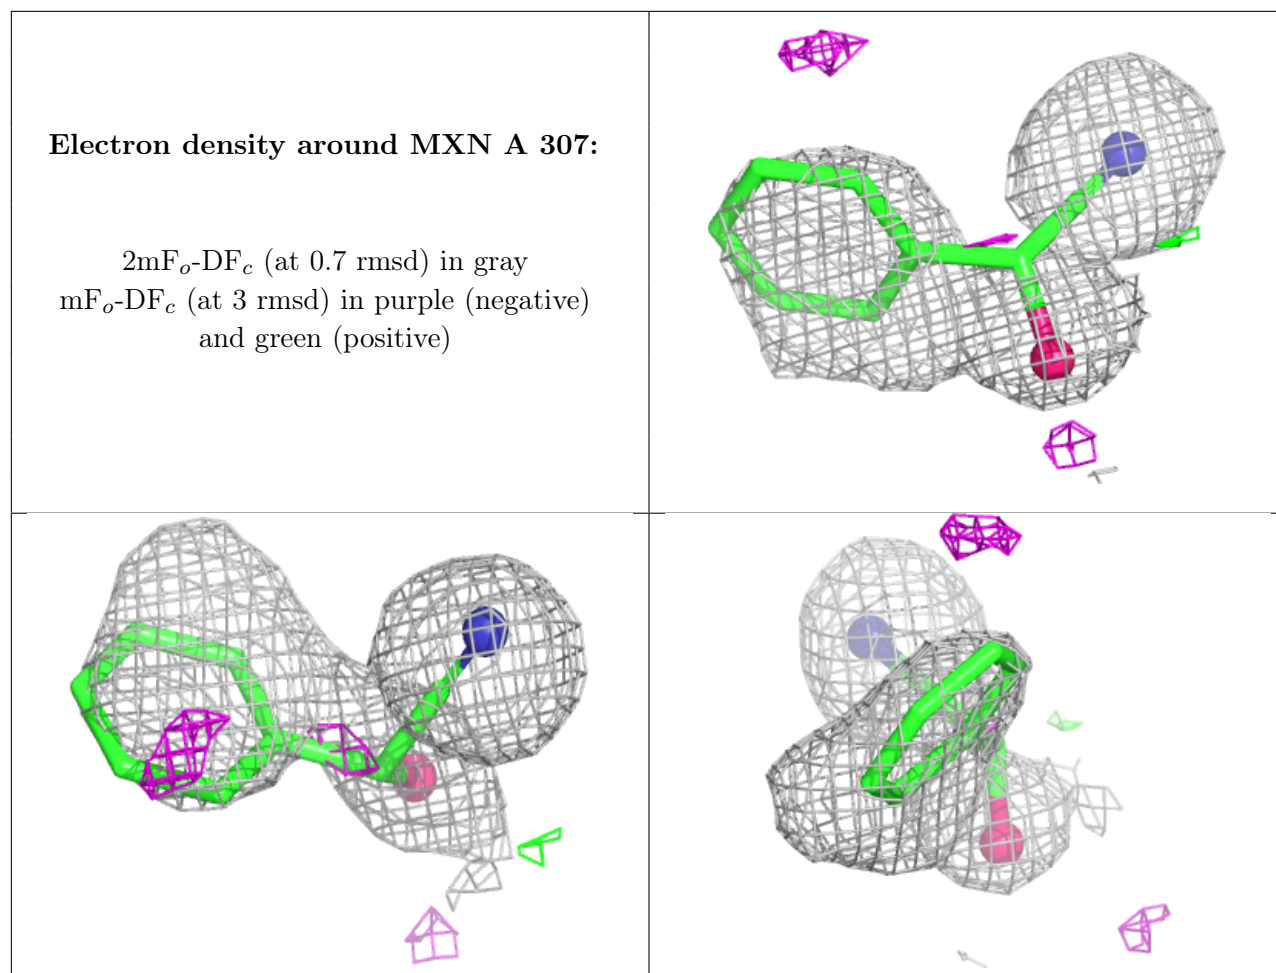 Electron density around MXN A 307:
2mFo-DFc (at 0.7 rmsd) in gray
mFo-DFc (at 3 rmsd) in purple (negative)
and green (positive)